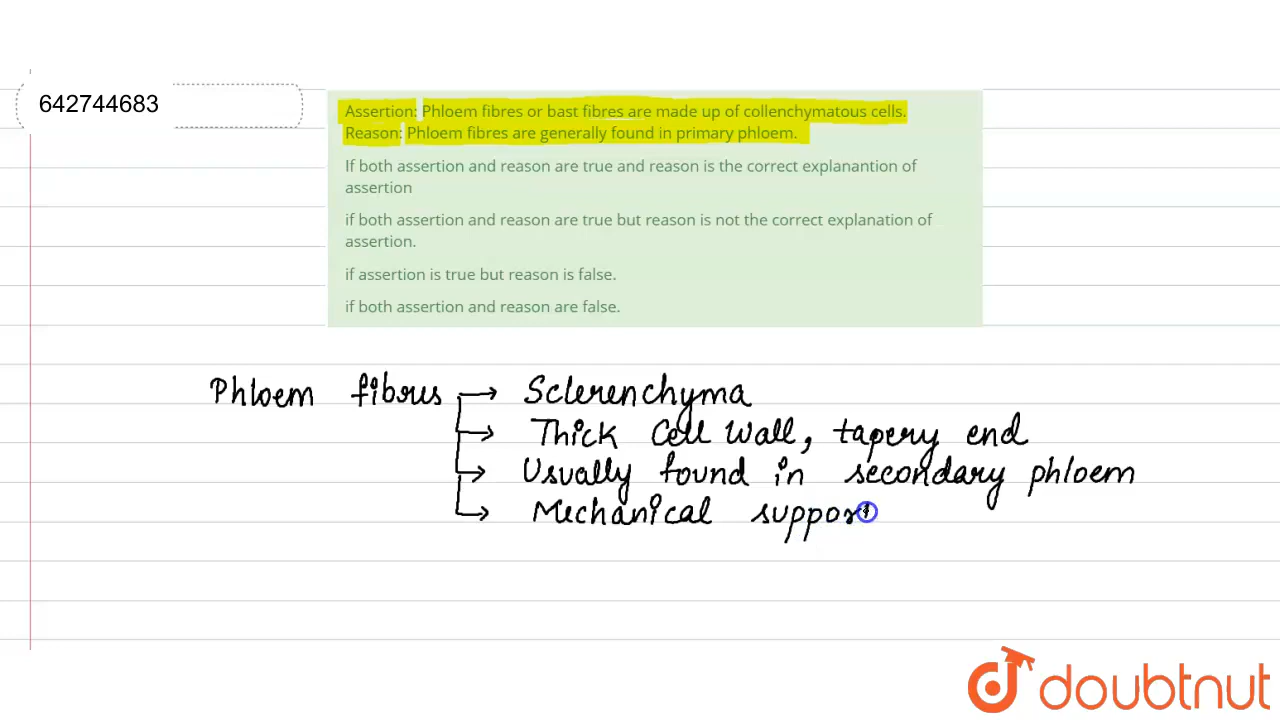 642744683
Assertion: Phloem fibres or bast fibres are made up of collenchymatous cells.
Reason: Phloem fibres are generally found in primary phloem.
If both assertion and reason are true and reason is the correct explanantion of
assertion
if both assertion and reason are true but reason is not the correct explanation of
assertion.
if assertion is true but reason is false.
if both assertion and reason are false.
Phloem fibres → Sclerenchyma
→ Thick Cell Wall, tapery end
→ Usually found in secondary phloem
→ Mechanical support
doubtnut